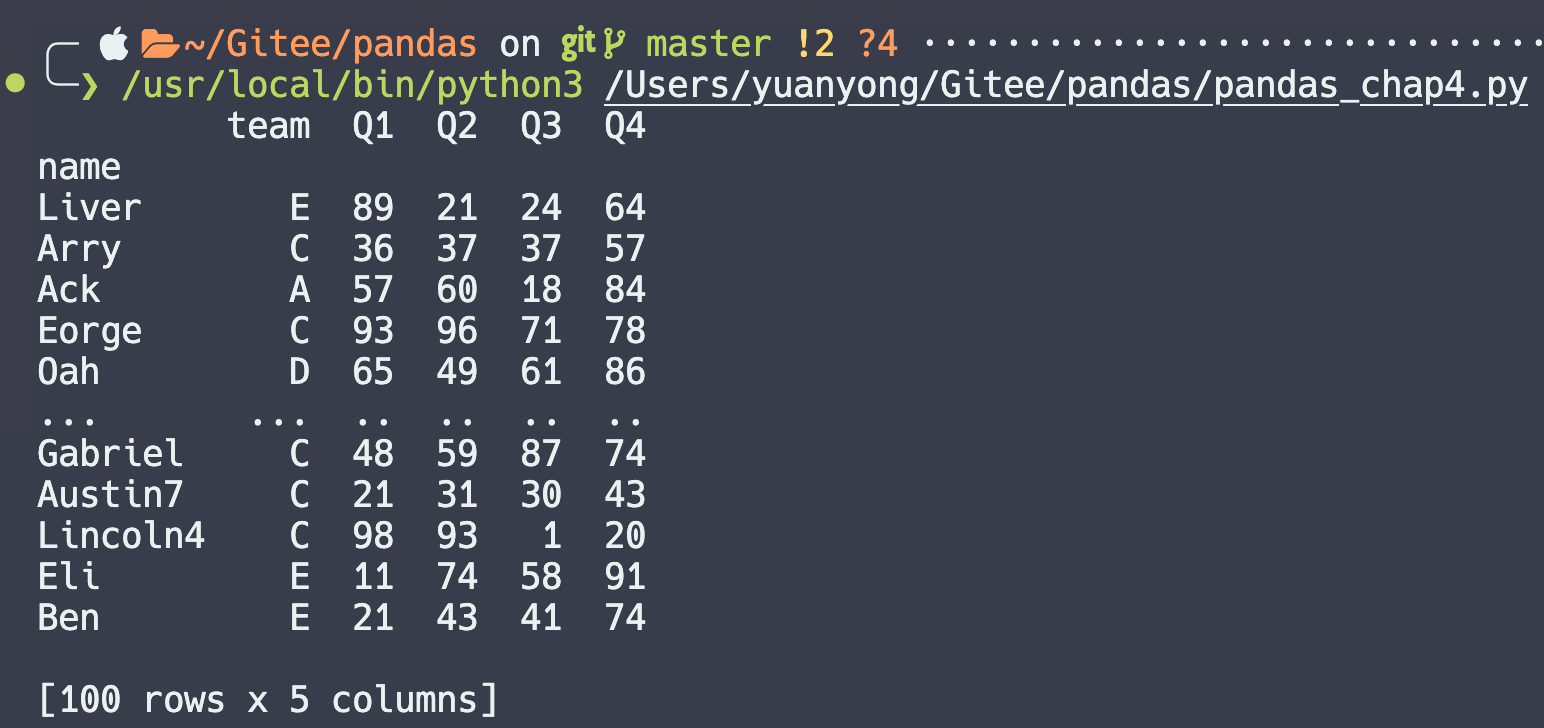 ~/Gitee/pandas on git master !2 ?4 ································
❯ /usr/local/bin/python3 /Users/yuanyong/Gitee/pandas/pandas_chap4.py
         team  Q1  Q2  Q3  Q4
name
Liver       E  89  21  24  64
Arry        C  36  37  37  57
Ack         A  57  60  18  84
Eorge       C  93  96  71  78
Oah         D  65  49  61  86
...       ...  ..  ..  ..  ..
Gabriel     C  48  59  87  74
Austin7     C  21  31  30  43
Lincoln4    C  98  93   1  20
Eli         E  11  74  58  91
Ben         E  21  43  41  74
[100 rows x 5 columns]